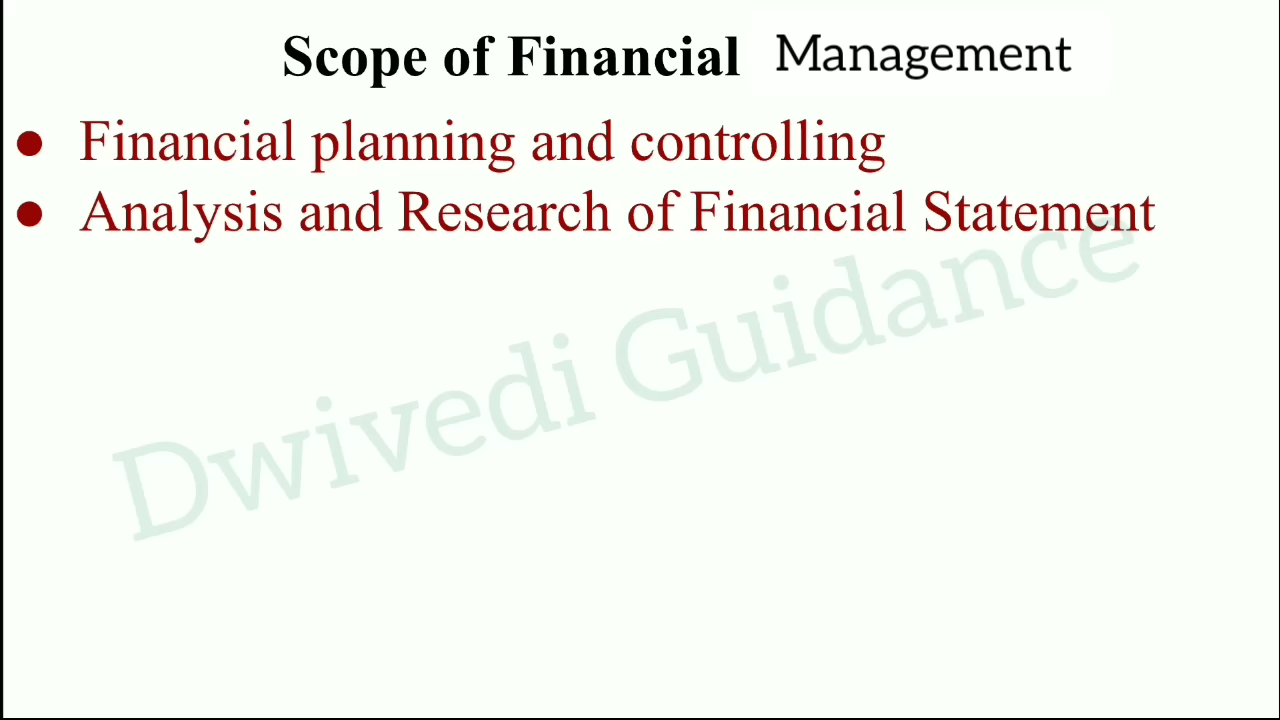 Scope of Financial Management
● Financial planning and controlling
● Analysis and Research of Financial Statement
Dwivedi Guidance